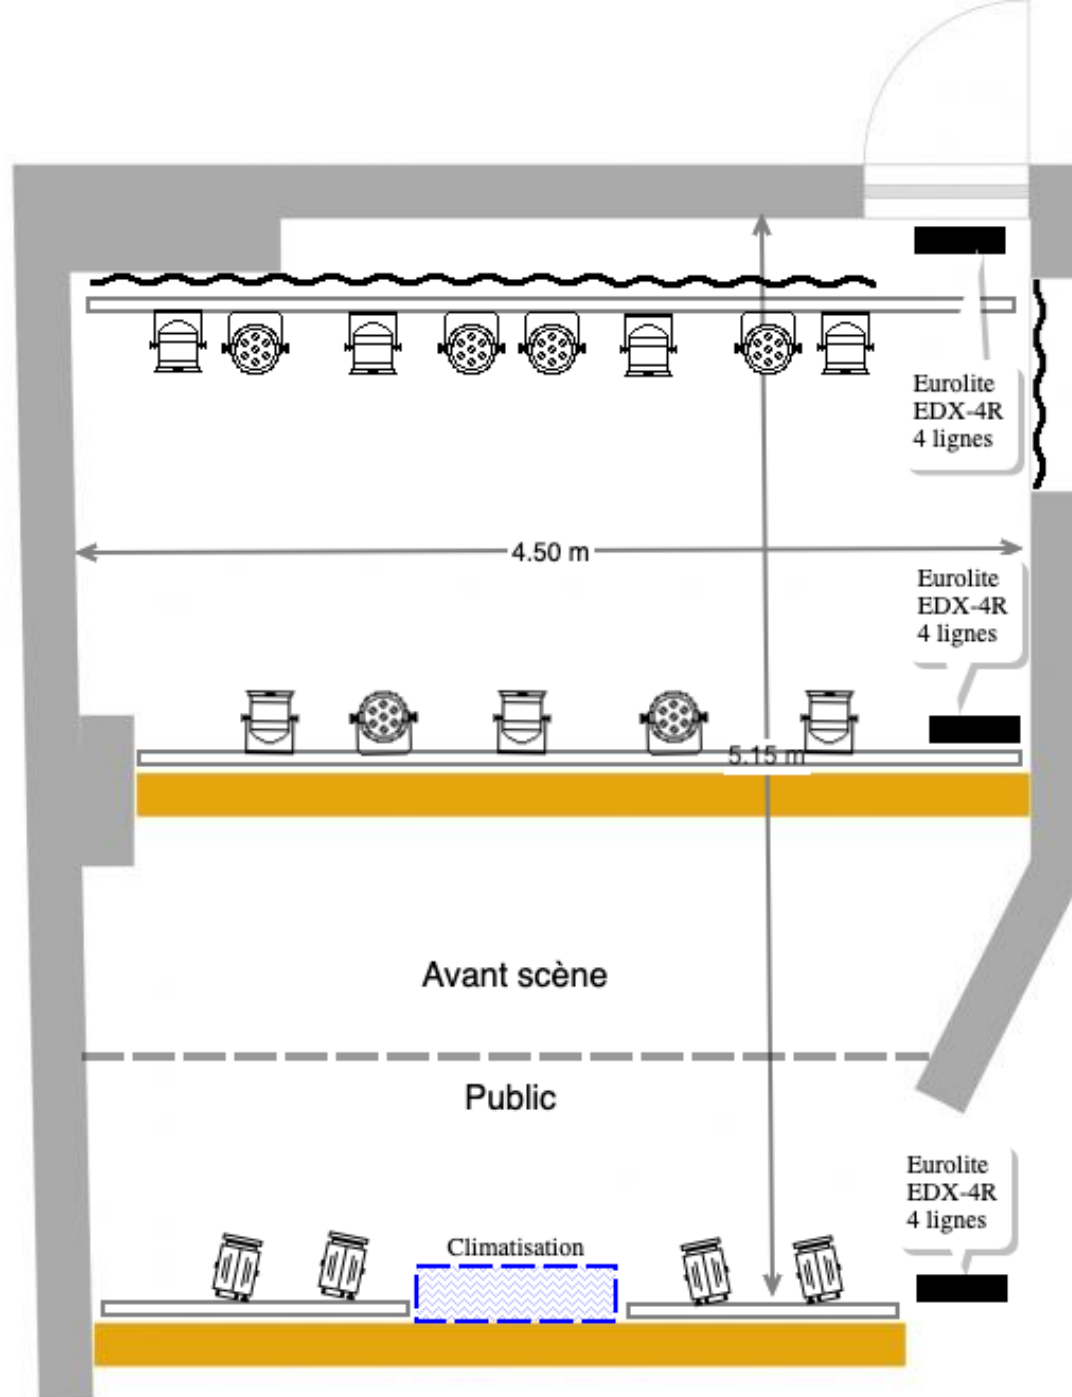 Eurolite
EDX-4R
4 lignes
4.50 m
Eurolite
EDX-4R
4 lignes
5.15 m
Avant scène
Public
Eurolite
EDX-4R
4 lignes
Climatisation